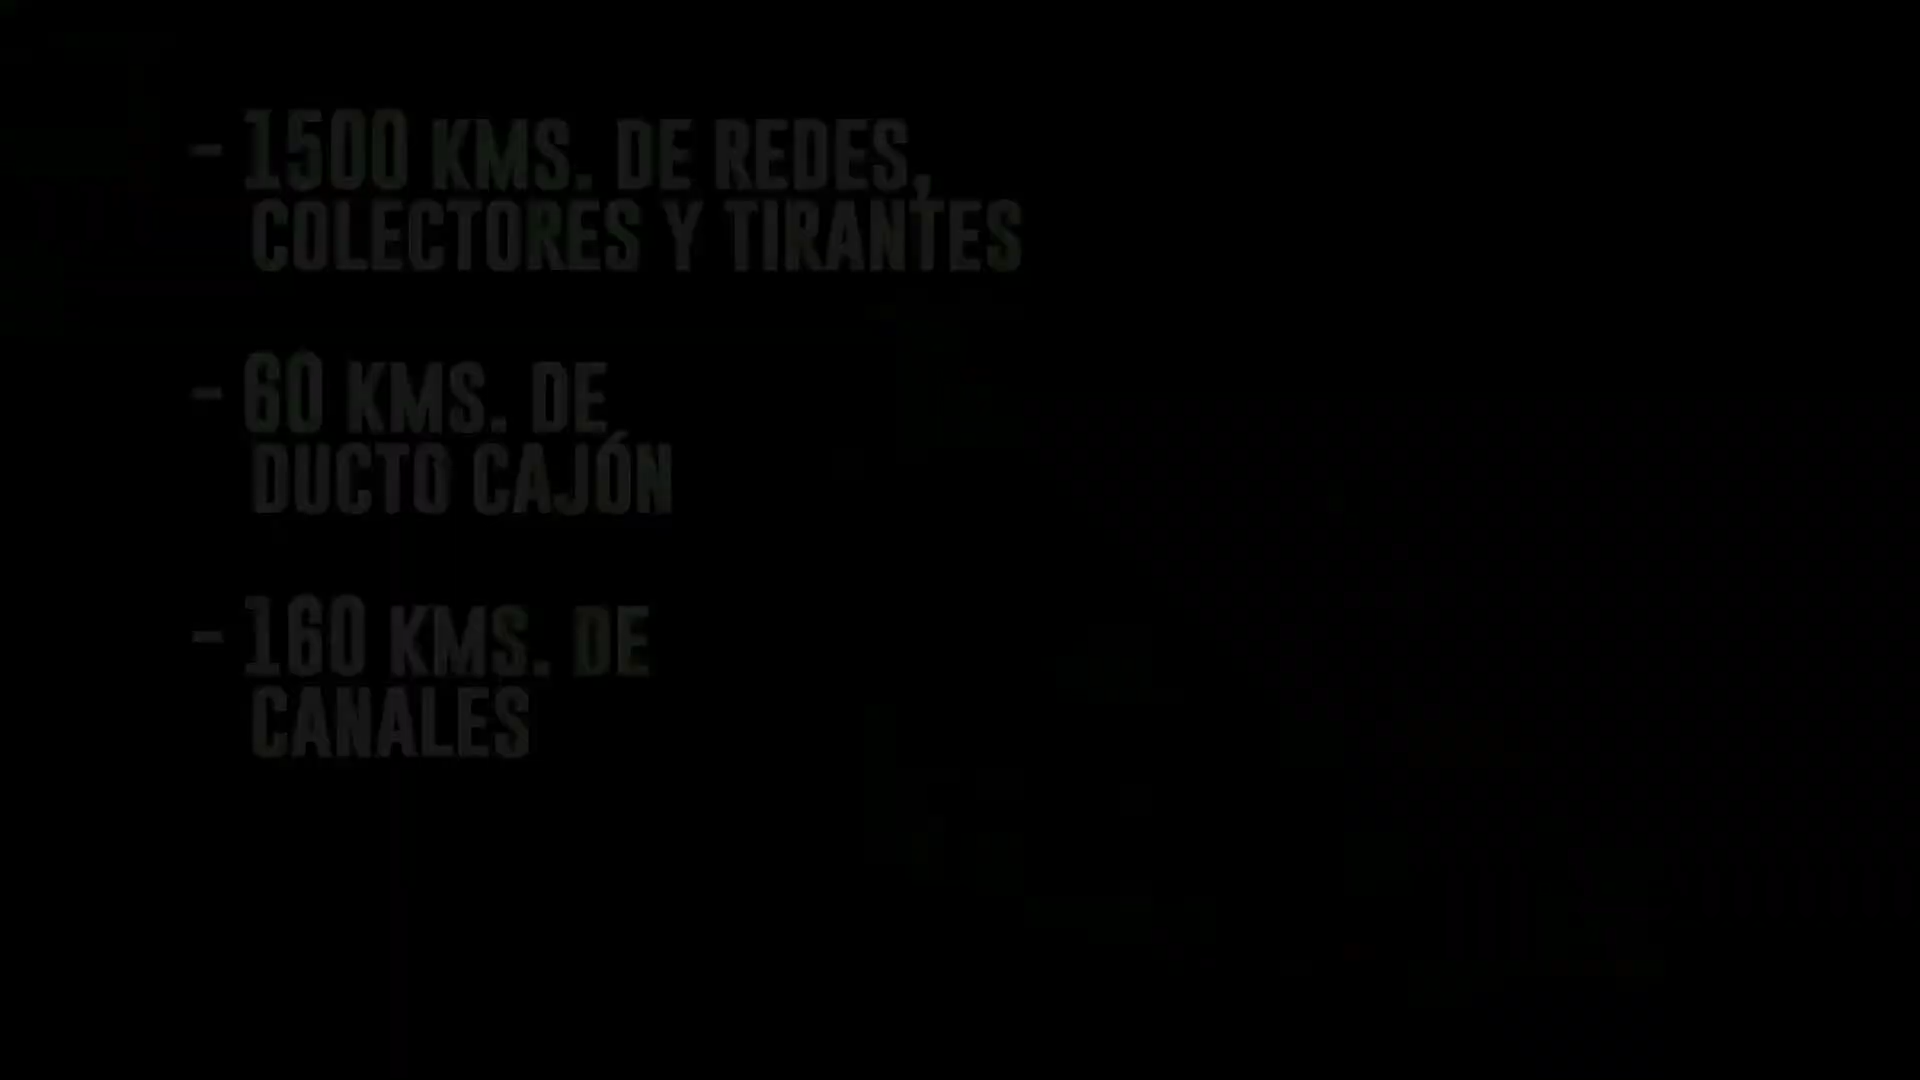 - 1500 KMS. DE REDES,
COLECTORES Y TIRANTES
- 60 KMS. DE
DUCTO CAJÓN
- 160 KMS. DE
CANALES